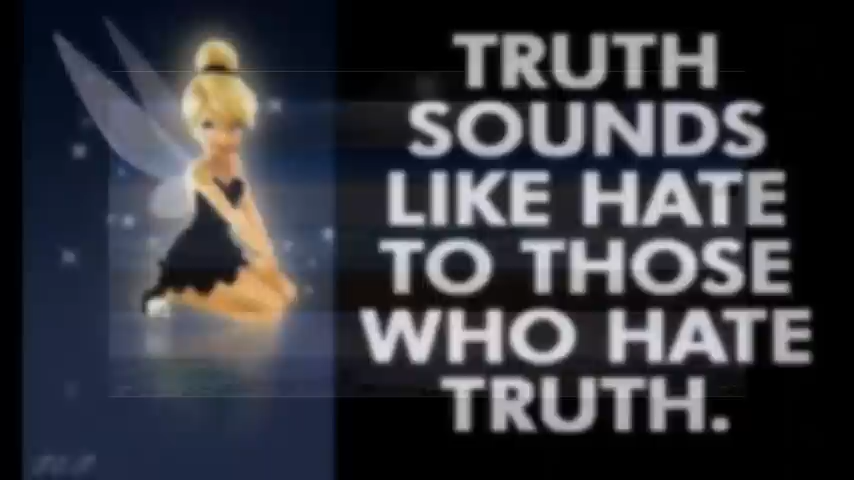 TRUTH
SOUNDS
LIKE HATE
TO THOSE
WHO HATE
TRUTH.